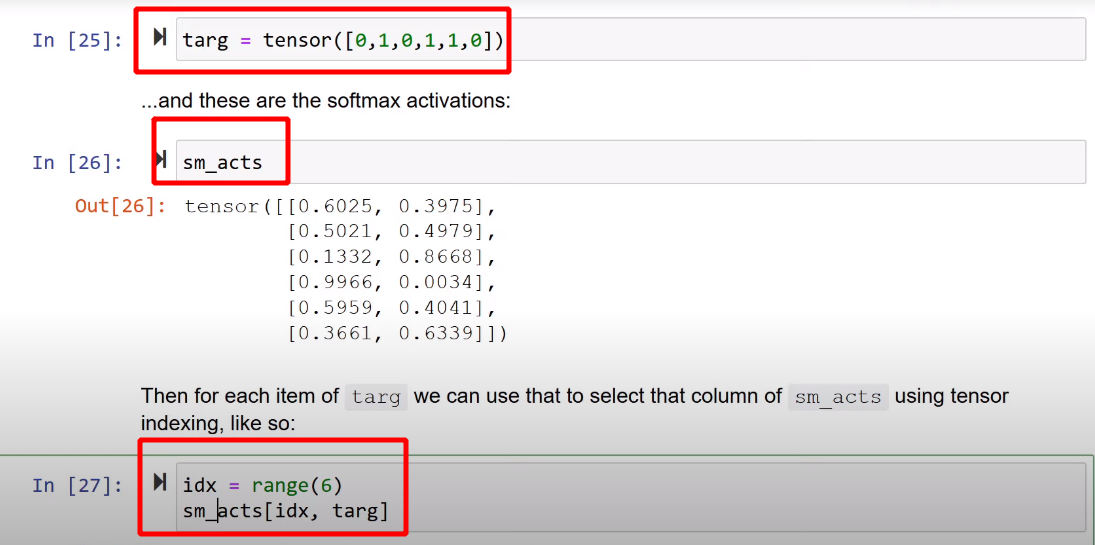 In [25]: targ = tensor([0,1,0,1,1,0])
...and these are the softmax activations:
In [26]: sm_acts
Out[26]: tensor([[0.6025, 0.3975],
[0.5021, 0.4979],
[0.1332, 0.8668],
[0.9966, 0.0034],
[0.5959, 0.4041],
[0.3661, 0.6339]])
Then for each item of targ we can use that to select that column of sm_acts using tensor
indexing, like so:
In [27]: idx = range(6)
sm_acts[idx, targ]